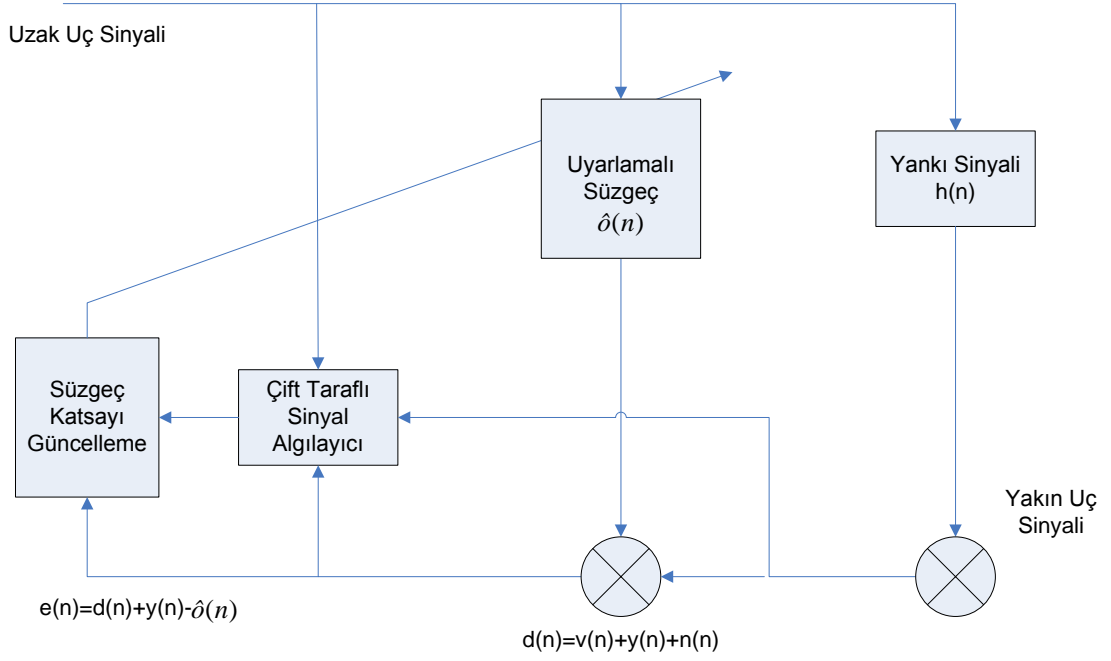 Uzak Uç Sinyali
Uyarlamalı
Süzgeç
ô(n)
Yankı Sinyali
h(n)
Süzgeç
Katsayı
Güncelleme
Çift Taraflı
Sinyal
Algılayıcı
Yakın Uç
Sinyali
e(n)=d(n)+y(n)-ô(n)
d(n)=v(n)+y(n)+n(n)